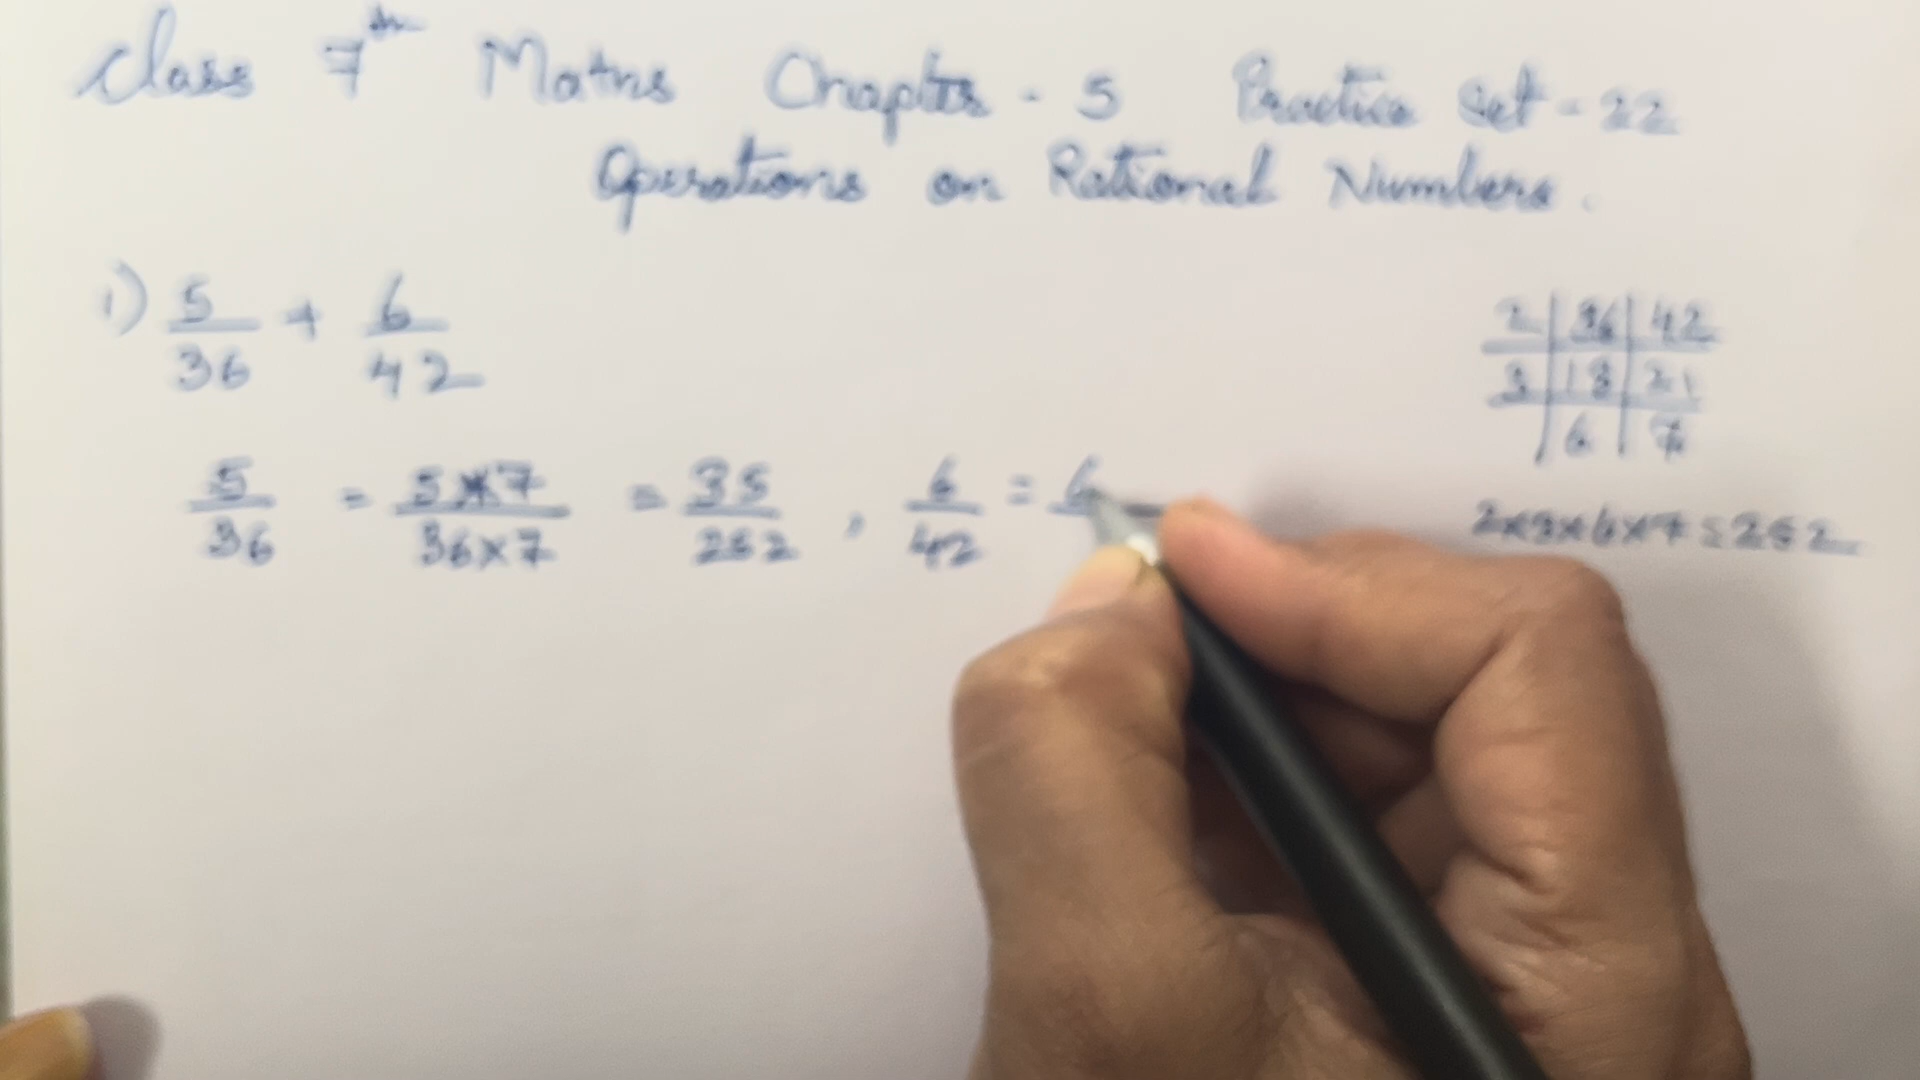 Class 7th Maths Chapter - 5 Practice Set - 22
Operations on Rational Numbers.
i) 5/36 + 6/42
2 | 36 | 42
3 | 18 | 21
| 6 | 7
5/36 = 5×7/36×7 = 35/252 , 6/42 = 6
2×3×6×7 = 252